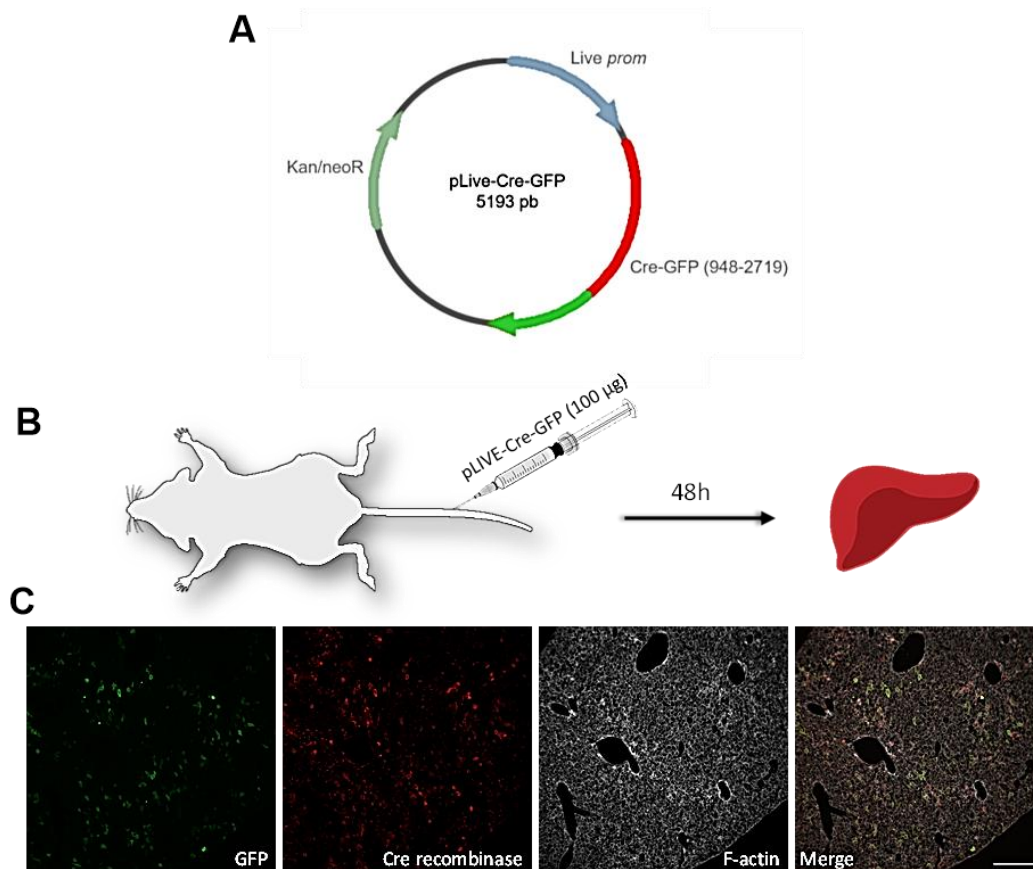 A
Live prom
Kan/neoR
pLive-Cre-GFP
5193 pb
Cre-GFP (948-2719)
B
pLIVE-Cre-GFP (100 µg)
48h
C
GFP
Cre recombinase
F-actin
Merge